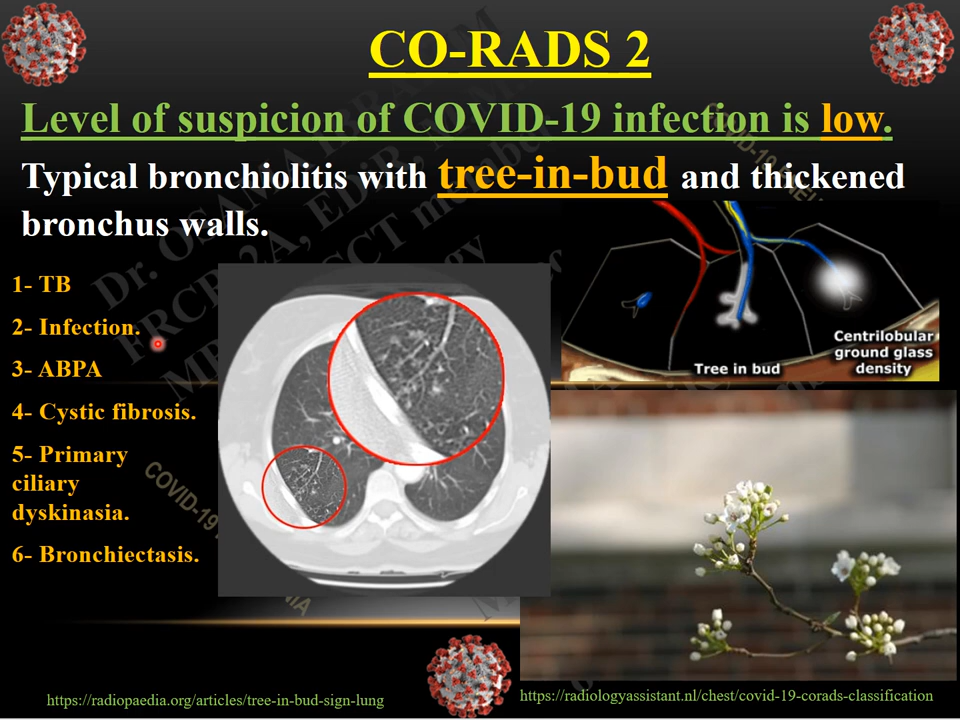 CO-RADS 2
Level of suspicion of COVID-19 infection is low.
Typical bronchiolitis with tree-in-bud and thickened
bronchus walls.
1- TB
2- Infection.
3- ABPA
4- Cystic fibrosis.
5- Primary
ciliary
dyskinasia.
6- Bronchiectasis.
Tree in bud
Centrilobular
ground glass
density
https://radiopaedia.org/articles/tree-in-bud-sign-lung
https://radiologyassistant.nl/chest/covid-19-corads-classification